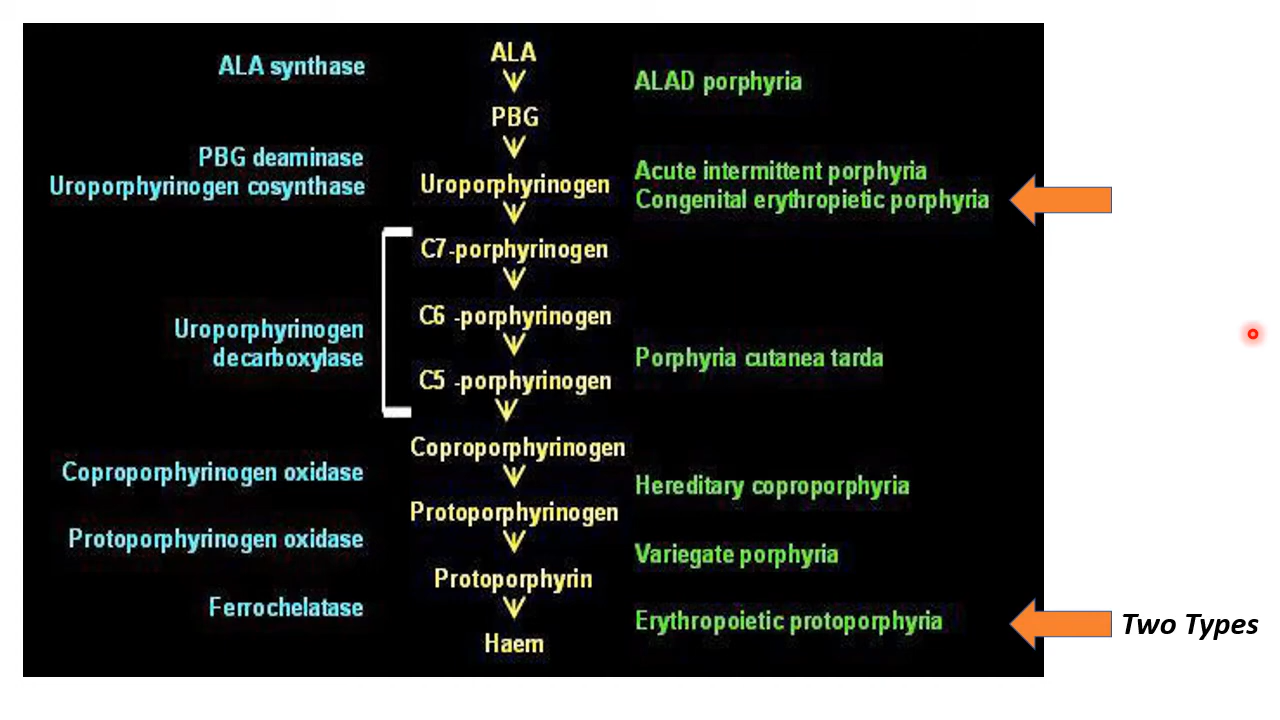 ALA synthase
ALA
ALAD porphyria
PBG
PBG deaminase
Uroporphyrinogen cosynthase
Uroporphyrinogen
Acute intermittent porphyria
Congenital erythropietic porphyria
C7-porphyrinogen
C6 -porphyrinogen
Uroporphyrinogen
decarboxylase
C5 -porphyrinogen
Porphyria cutanea tarda
Coproporphyrinogen
Coproporphyrinogen oxidase
Hereditary coproporphyria
Protoporphyrinogen
Protoporphyrinogen oxidase
Variegate porphyria
Protoporphyrin
Ferrochelatase
Erythropoietic protoporphyria
Two Types
Haem